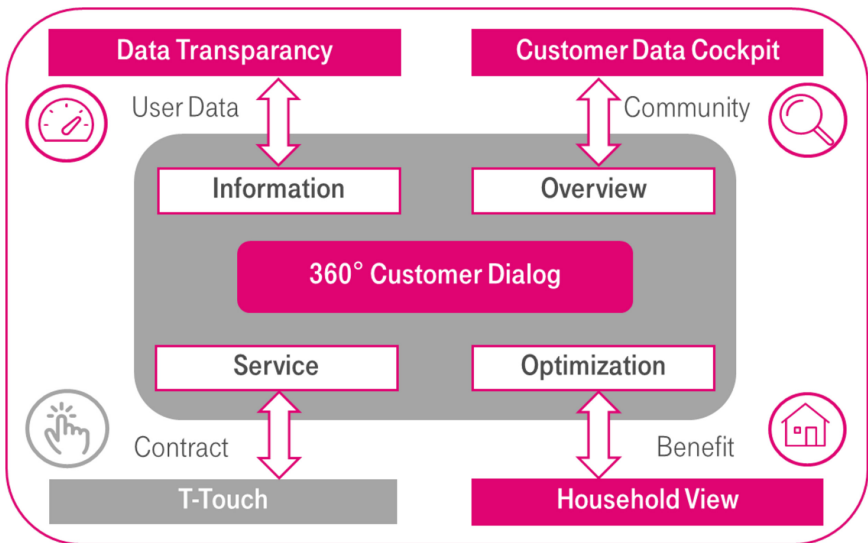 Data Transparancy
Customer Data Cockpit
User Data
Community
Information
Overview
360° Customer Dialog
Service
Optimization
Contract
Benefit
T-Touch
Household View